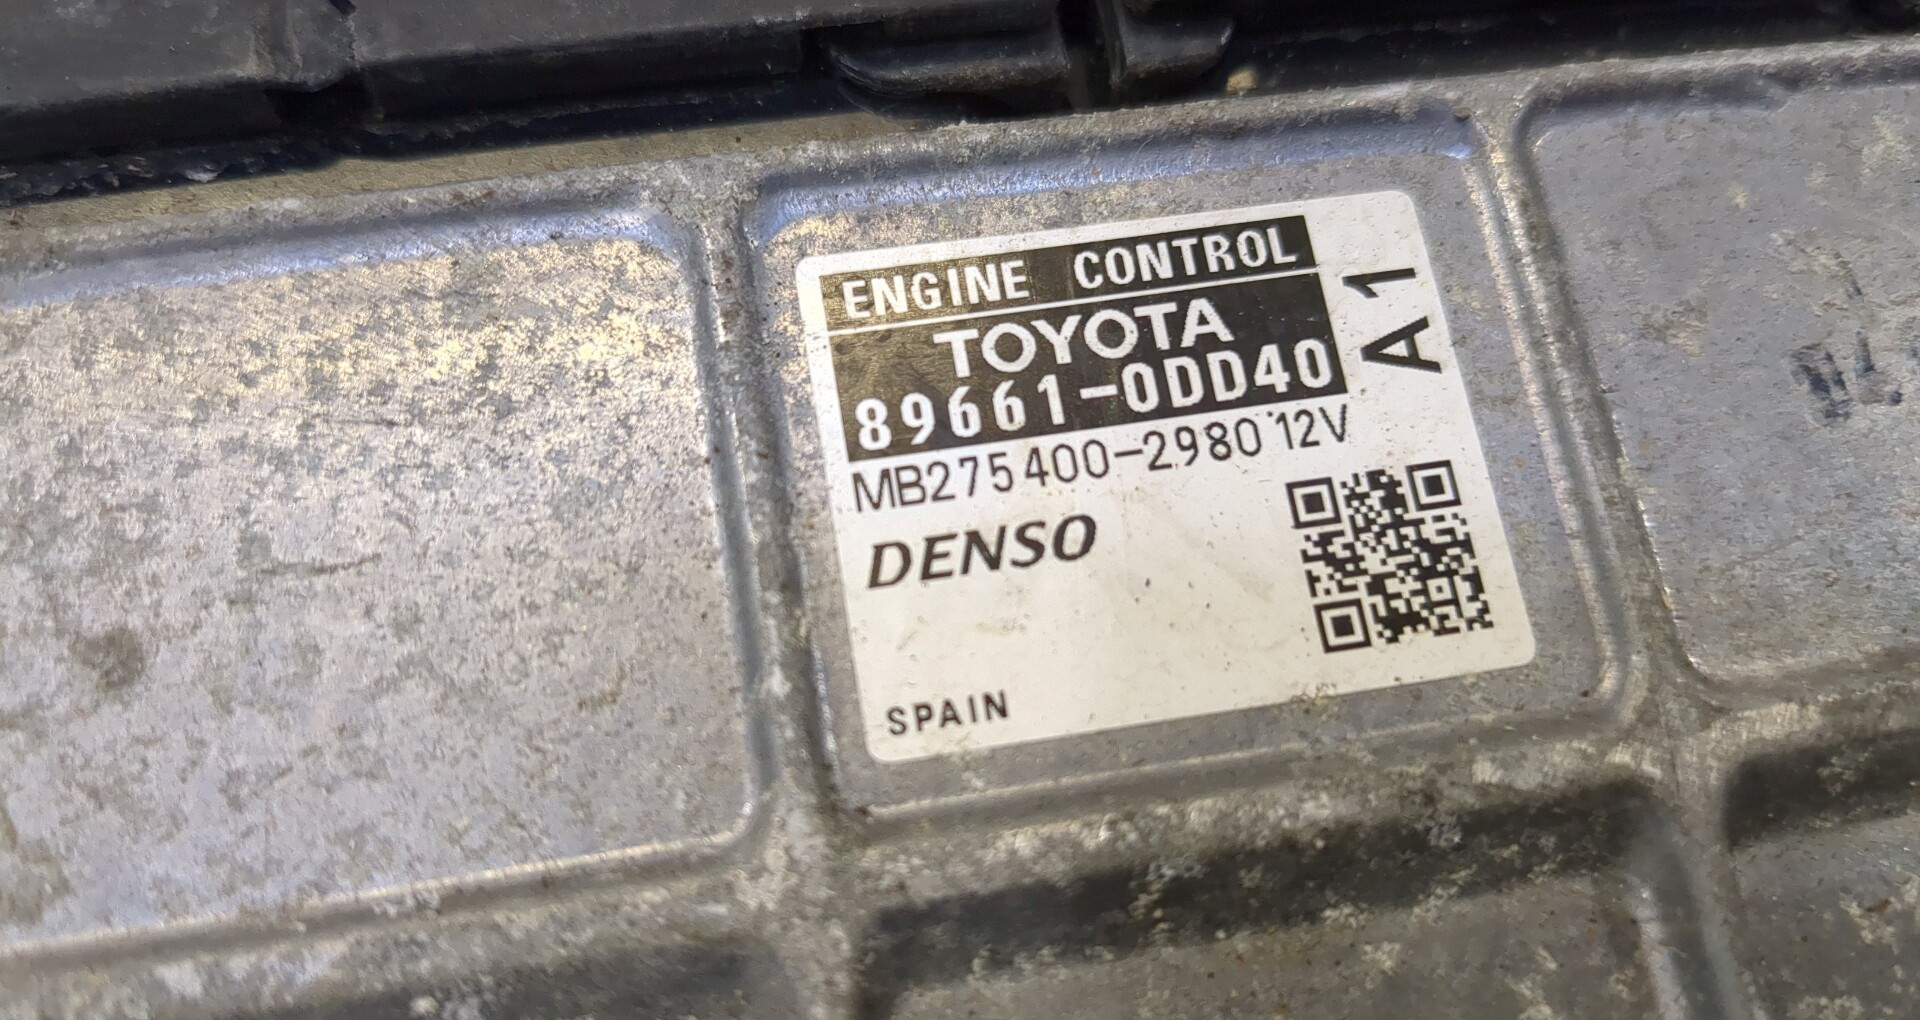 ENGINE CONTROL
TOYOTA
89661-0DD40
MB275400-2980 12V
DENSO
SPAIN
A1